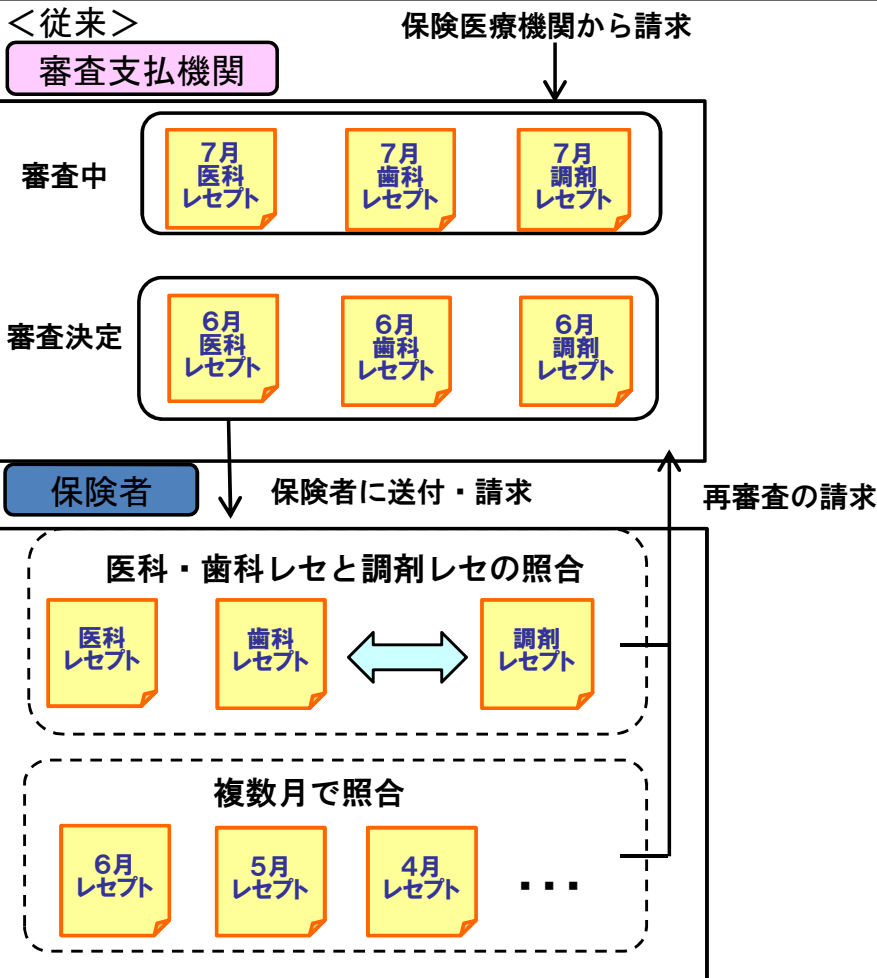 ＜従来＞
保険医療機関から請求
審査支払機関
審査中
7月
医科
レセプト
7月
歯科
レセプト
7月
調剤
レセプト
審査決定
6月
医科
レセプト
6月
歯科
レセプト
6月
調剤
レセプト
保険者
保険者に送付・請求
再審査の請求
医科・歯科レセと調剤レセの照合
医科
レセプト
歯科
レセプト
調剤
レセプト
複数月で照合
6月
レセプト
5月
レセプト
4月
レセプト
・・・